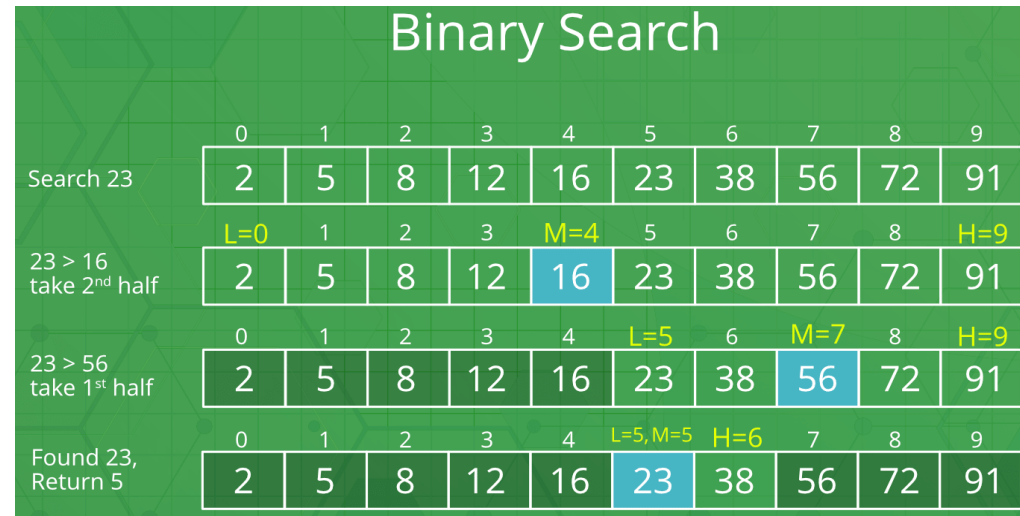 Binary Search
0 1 2 3 4 5 6 7 8 9
Search 23 2 5 8 12 16 23 38 56 72 91
L=0 1 2 3 M=4 5 6 7 8 H=9
23 > 16
take 2nd half 2 5 8 12 16 23 38 56 72 91
0 1 2 3 4 L=5 6 M=7 8 H=9
23 > 56
take 1st half 2 5 8 12 16 23 38 56 72 91
0 1 2 3 4 L=5, M=5 H=6 7 8 9
Found 23,
Return 5 2 5 8 12 16 23 38 56 72 91